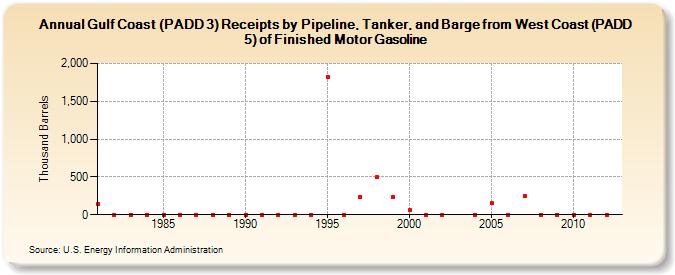 Annual Gulf Coast (PADD 3) Receipts by Pipeline, Tanker, and Barge from West Coast (PADD
5) of Finished Motor Gasoline
Thousand Barrels
2,000
1,500
1,000
500
0
1985 1990 1995 2000 2005 2010
Source: U.S. Energy Information Administration